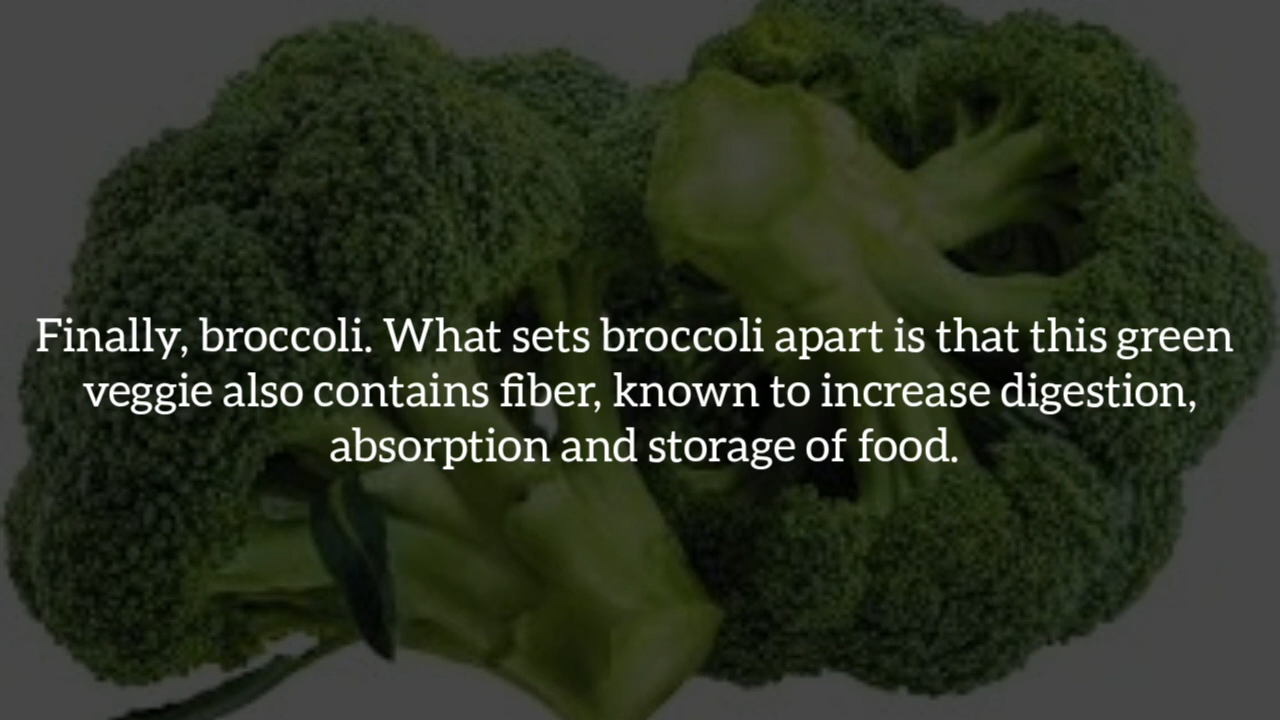 Finally, broccoli. What sets broccoli apart is that this green
veggie also contains fiber, known to increase digestion,
absorption and storage of food.